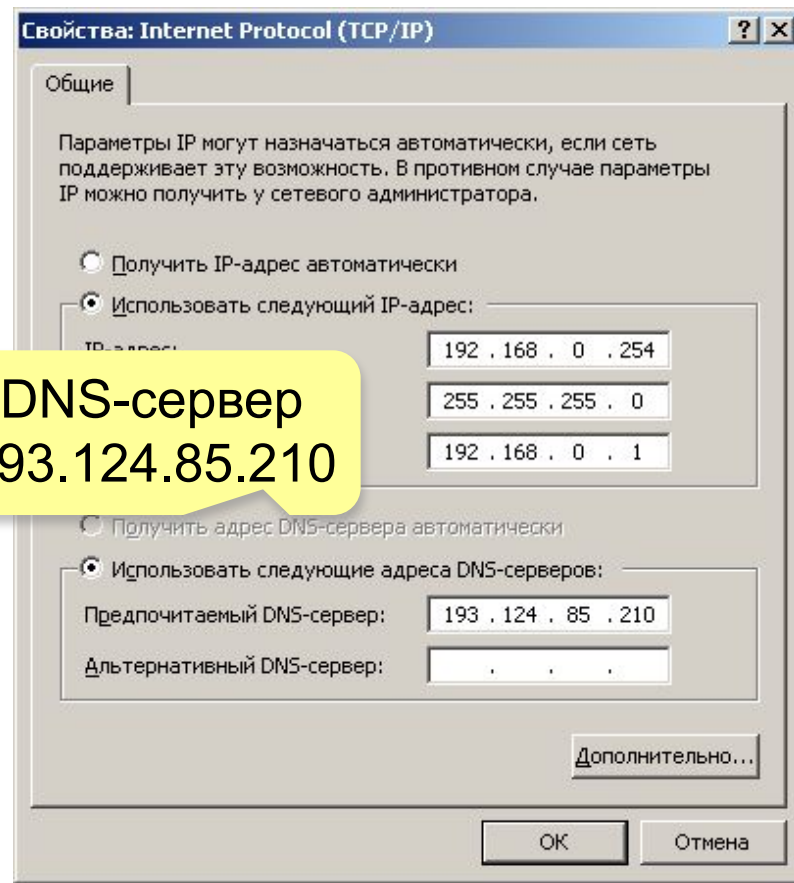 Свойства: Internet Protocol (TCP/IP)
Общие
Параметры IP могут назначаться автоматически, если сеть
поддерживает эту возможность. В противном случае параметры
IP можно получить у сетевого администратора.
Получить IP-адрес автоматически
Использовать следующий IP-адрес:
IP-адрес: 192 . 168 . 0 . 254
255 . 255 . 255 . 0
192 . 168 . 0 . 1
DNS-сервер
93.124.85.210
Получить адрес DNS-сервера автоматически
Использовать следующие адреса DNS-серверов:
Предпочитаемый DNS-сервер: 193 . 124 . 85 . 210
Альтернативный DNS-сервер: . . .
Дополнительно...
ОК Отмена